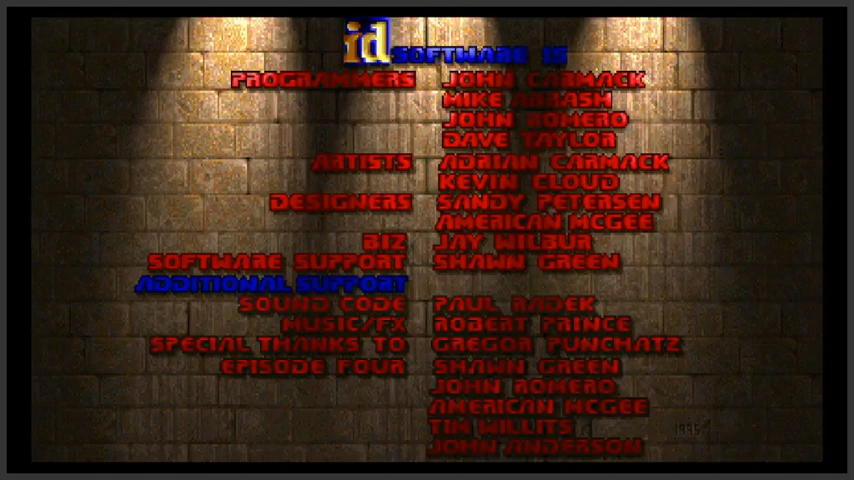 id SOFTWARE IS
PROGRAMMERS JOHN CARMACK
MIKE ABRASH
JOHN ROMERO
DAVE TAYLOR
ARTISTS ADRIAN CARMACK
KEVIN CLOUD
DESIGNERS SANDY PETERSEN
AMERICAN MCGEE
BIZ JAY WILBUR
SOFTWARE SUPPORT SHAWN GREEN
ADDITIONAL SUPPORT
SOUND CODE PAUL RADEK
MUSIC/FX ROBERT PRINCE
SPECIAL THANKS TO GREGOR PUNCHATZ
EPISODE FOUR SHAWN GREEN
JOHN ROMERO
AMERICAN MCGEE
TIM WILLITS
JOHN ANDERSON
1995